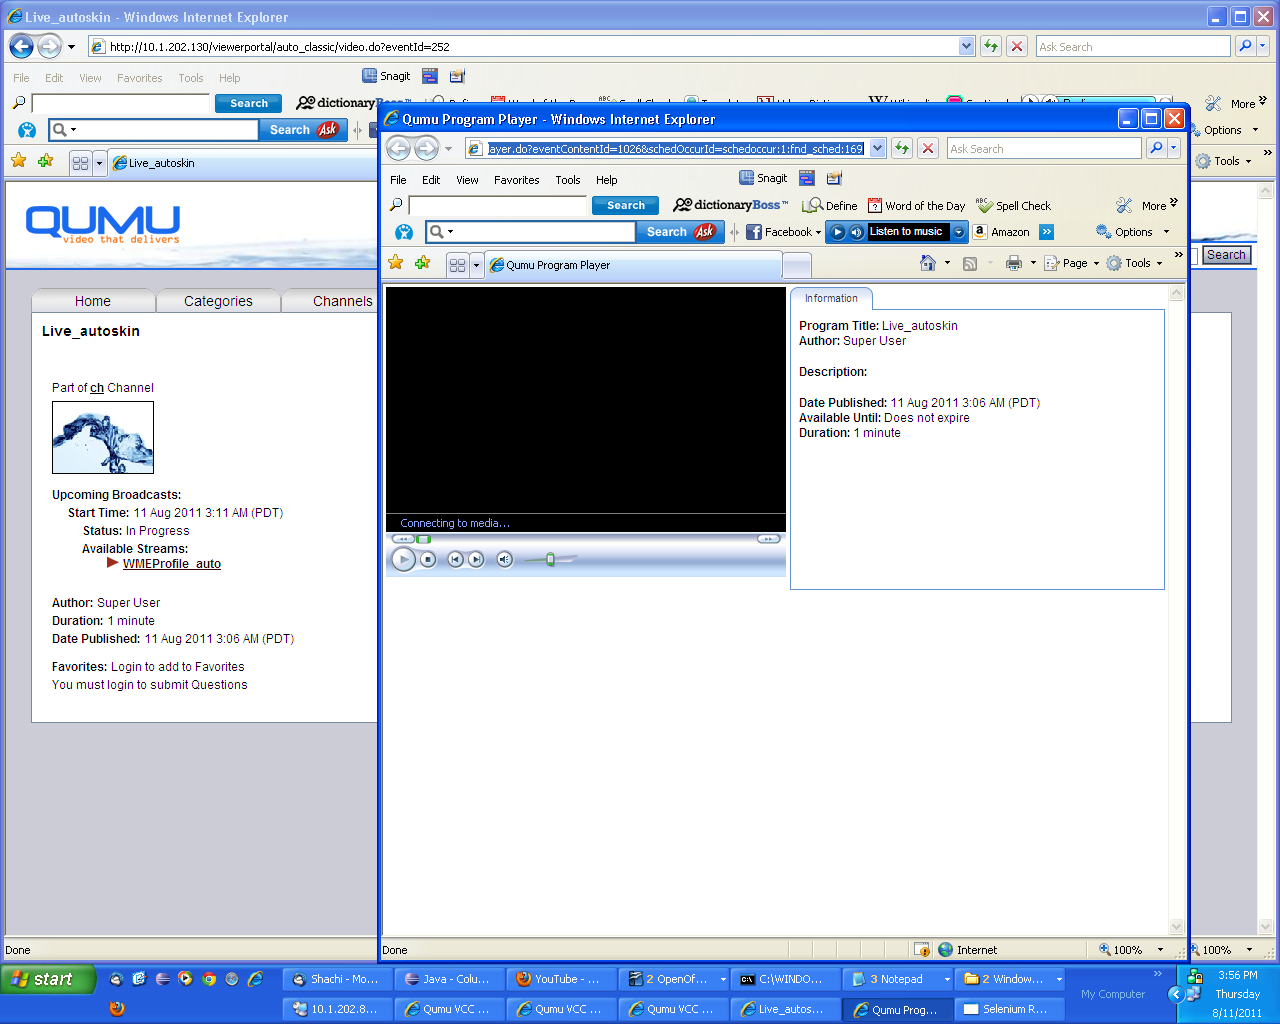 Live_autoskin - Windows Internet Explorer
http://10.1.202.130/viewerportal/auto_classic/video.do?eventId=252
Ask Search
File Edit View Favorites Tools Help
Snagit
Search
dictionaryBoss
More
Search Ask
Options
Live_autoskin
Tools
QUMU
video that delivers
Search
Home Categories Channels
Live_autoskin
Part of ch Channel
Upcoming Broadcasts:
Start Time: 11 Aug 2011 3:11 AM (PDT)
Status: In Progress
Available Streams:
WMEProfile_auto
Author: Super User
Duration: 1 minute
Date Published: 11 Aug 2011 3:06 AM (PDT)
Favorites: Login to add to Favorites
You must login to submit Questions
Done
100%
Qumu Program Player - Windows Internet Explorer
layer.do?eventContentId=1026&schedOccurId=schedoccur:1:fnd_sched:169
Ask Search
File Edit View Favorites Tools Help
Snagit
Search dictionaryBoss™ Define Word of the Day ABC Spell Check More
Search Ask Facebook Listen to music a Amazon Options
Qumu Program Player
Page Tools
Connecting to media...
Information
Program Title: Live_autoskin
Author: Super User
Description:
Date Published: 11 Aug 2011 3:06 AM (PDT)
Available Until: Does not expire
Duration: 1 minute
Done
Internet
100%
start
Shachi - Mo...
Java - Colu...
YouTube - ...
2 OpenOf...
C:\WINDO...
3 Notepad
2 Window...
10.1.202.8...
Qumu VCC ...
Qumu VCC ...
Qumu VCC ...
Live_autos...
Qumu Prog...
Selenium R...
My Computer
3:56 PM
Thursday
8/11/2011